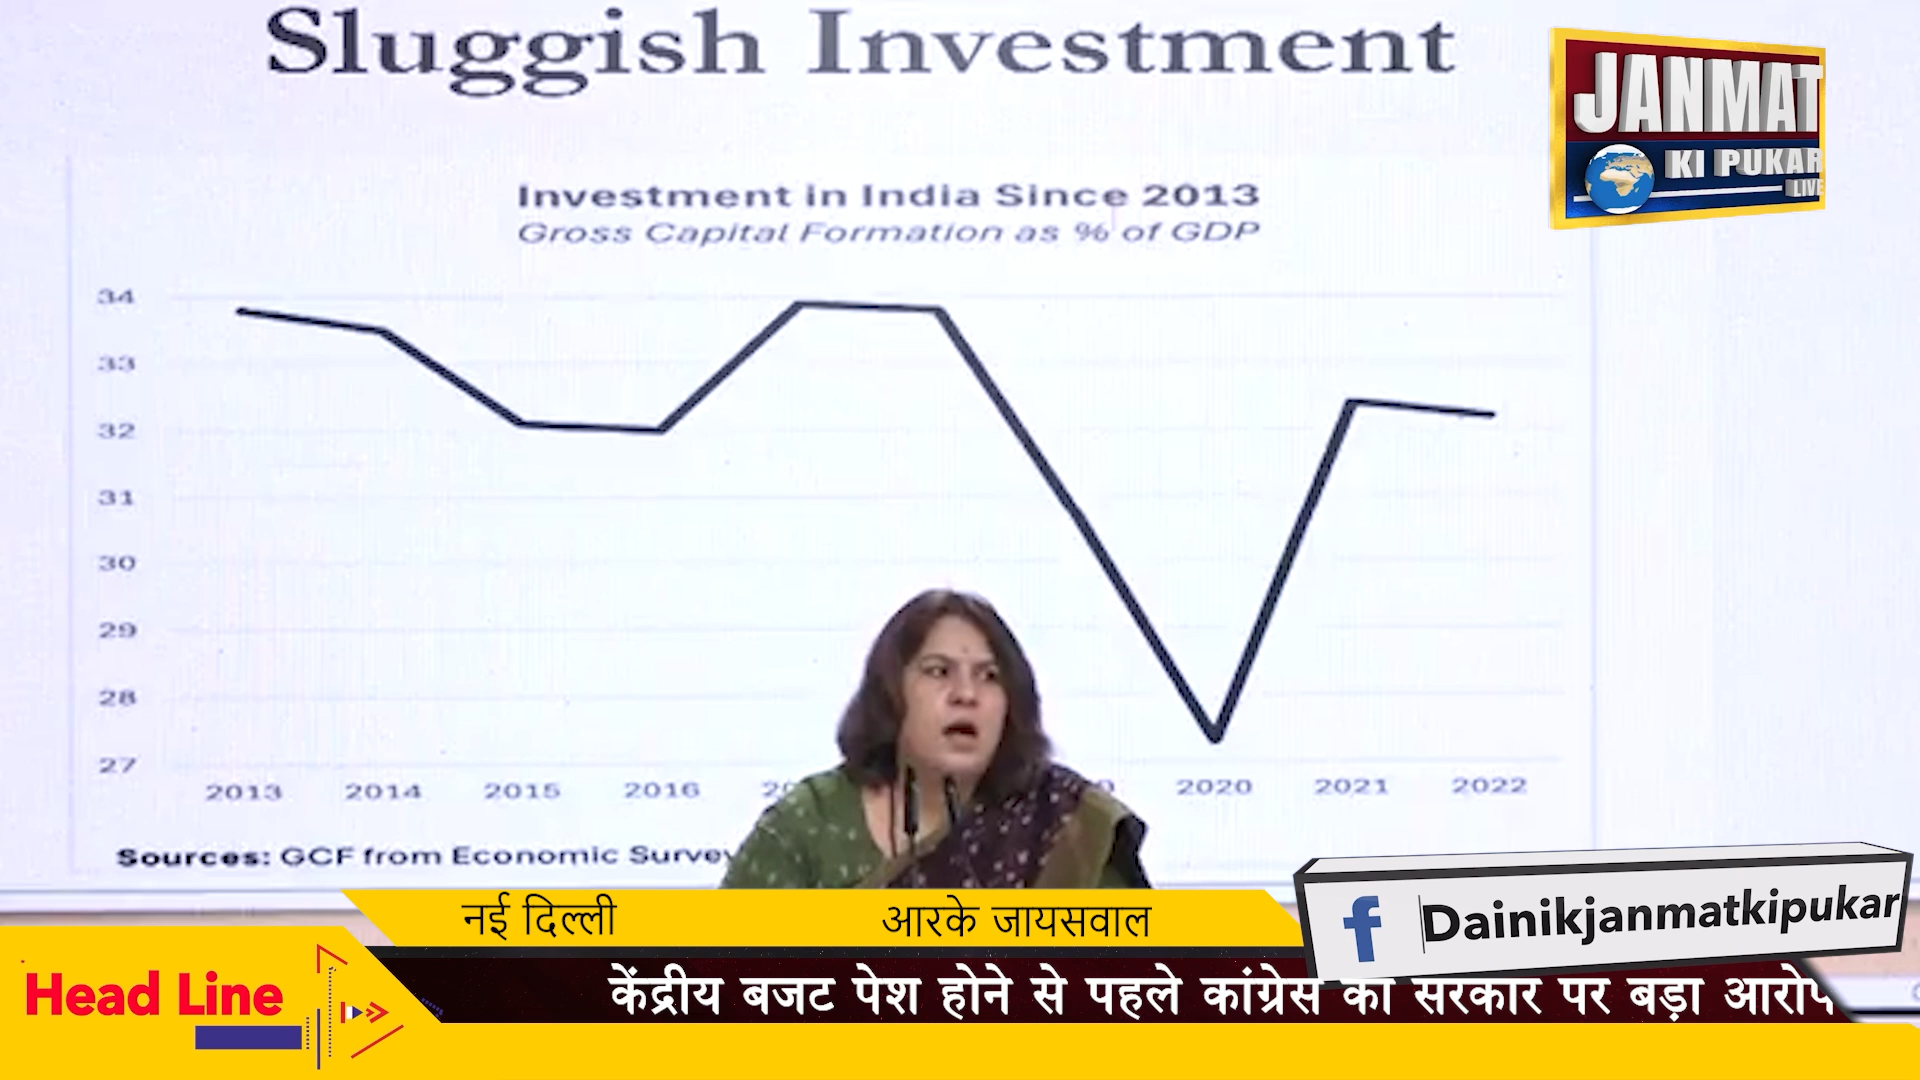 Sluggish Investment
JANMAT
KI PUKAR
LIVE
Investment in India Since 2013
Gross Capital Formation as % of GDP
34
33
32
31
30
29
28
27
2013 2014 2015 2016 2020 2021 2022
Sources: GCF from Economic Survey
नई दिल्ली आरके जायसवाल
Dainikjanmatkipukar
Head Line
केंद्रीय बजट पेश होने से पहले कांग्रेस का सरकार पर बड़ा आरोप